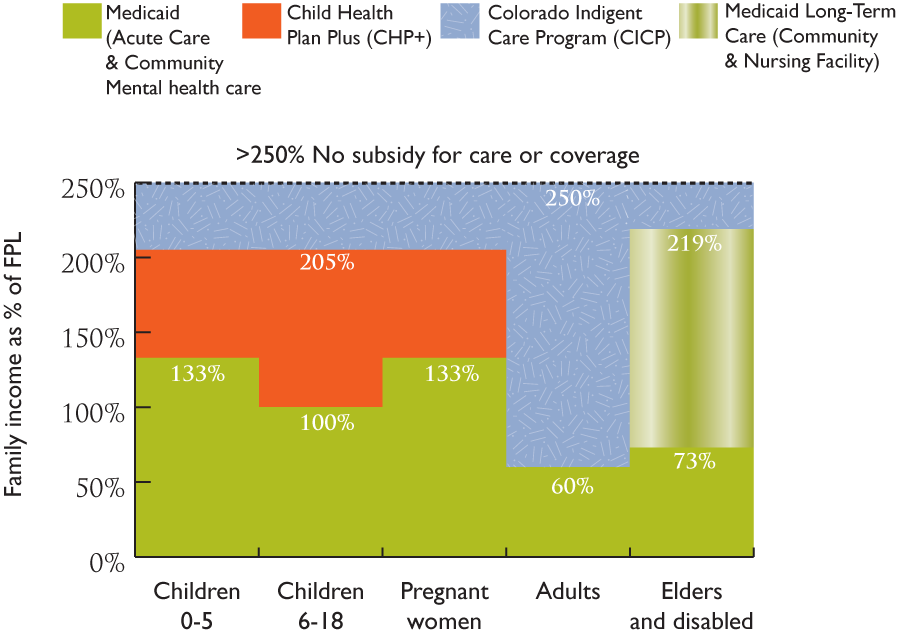 Medicaid
(Acute Care
& Community
Mental health care
Child Health
Plan Plus (CHP+)
Colorado Indigent
Care Program (CICP)
Medicaid Long-Term
Care (Community
& Nursing Facility)
>250% No subsidy for care or coverage
Family income as % of FPL
250%
200%
150%
100%
50%
0%
250%
219%
205%
133%
133%
100%
73%
60%
Children
0-5
Children
6-18
Pregnant
women
Adults
Elders
and disabled